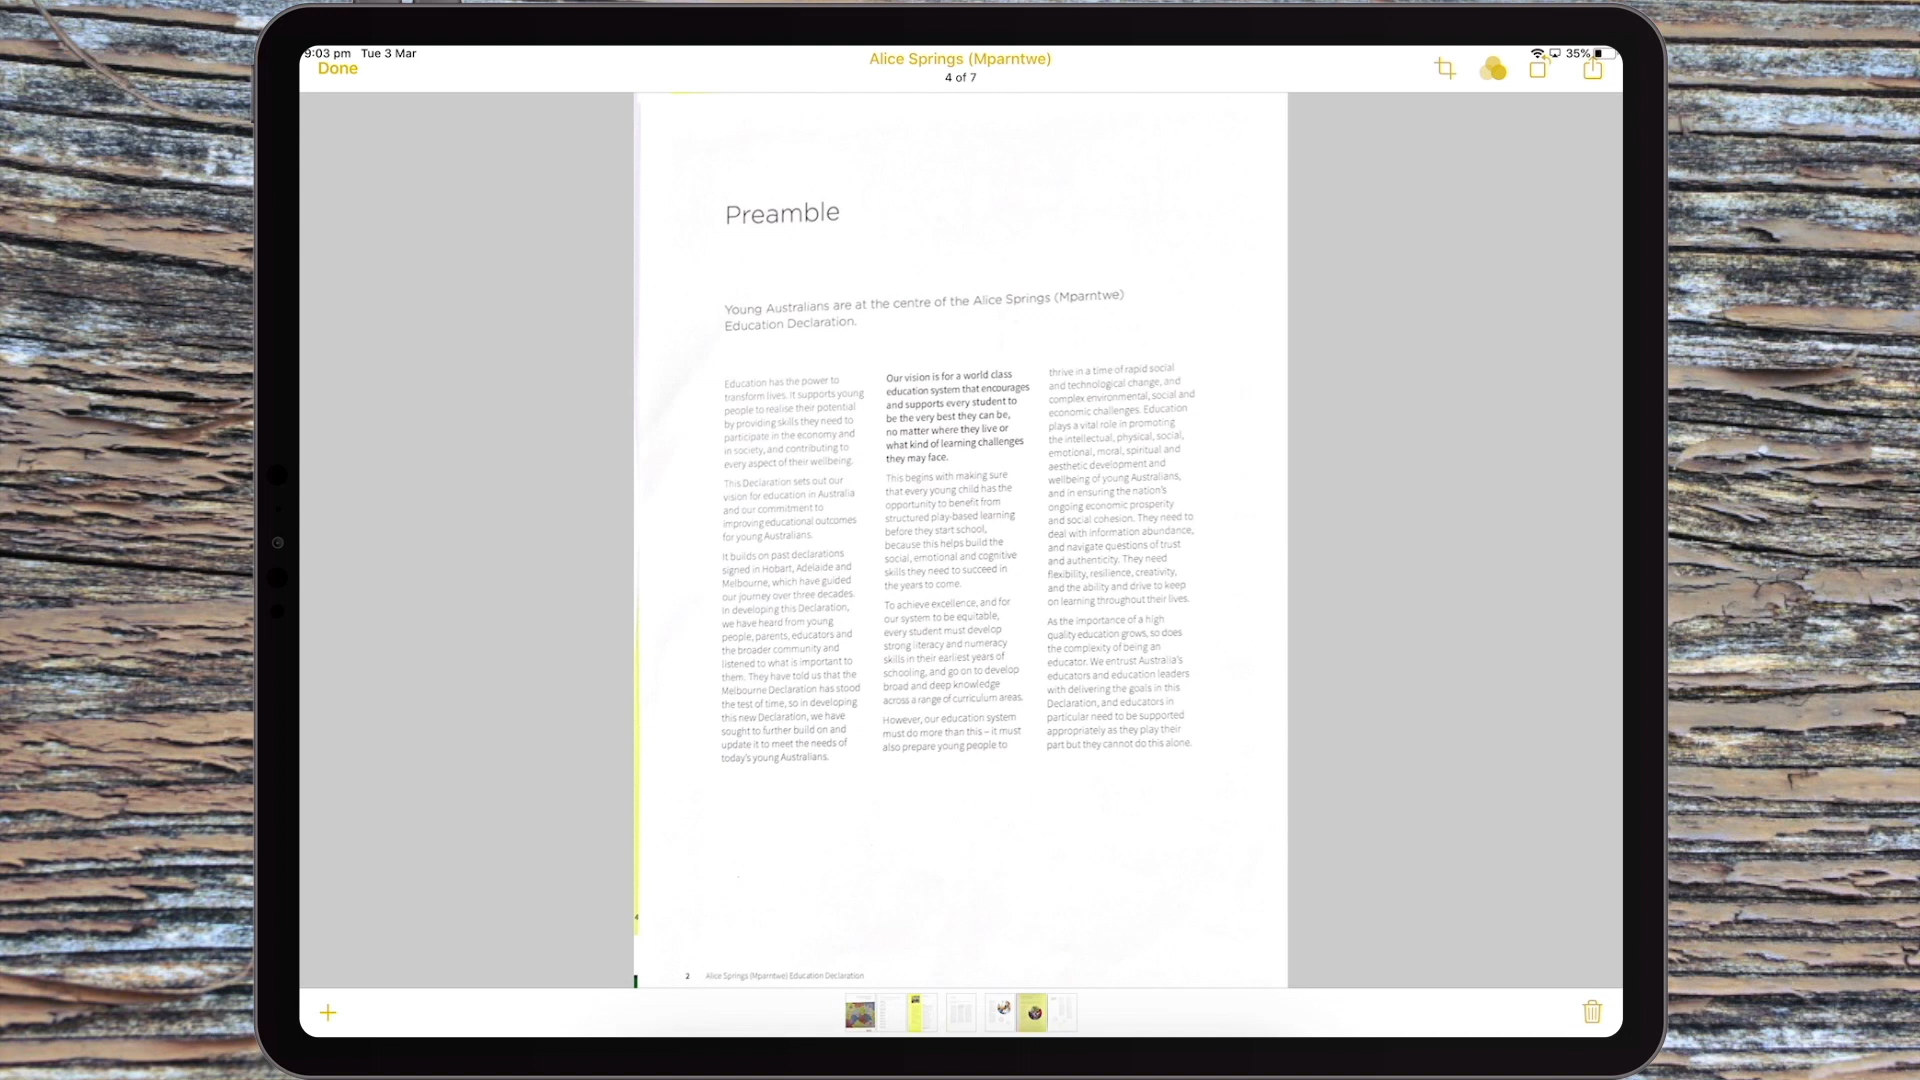 9:03 pm Tue 3 Mar
35%
Done
Alice Springs (Mparntwe)
4 of 7
Preamble
Young Australians are at the centre of the Alice Springs (Mparntwe)
Education Declaration.
Education has the power to
transform lives. It supports young
people to realise their potential
by providing skills they need to
participate in the economy and
in society, and contributing to
every aspect of their wellbeing.
This Declaration sets out our
vision for education in Australia
and our commitment to
improving educational outcomes
for young Australians.
It builds on past declarations
signed in Hobart, Adelaide and
Melbourne, which have guided
our journey over three decades.
In developing this Declaration,
we have heard from young
people, parents, educators and
the broader community and
listened to what is important to
them. They have told us that the
Melbourne Declaration has stood
the test of time, so in developing
this new Declaration, we have
sought to further build on and
update it to meet the needs of
today's young Australians.
Our vision is for a world class
education system that encourages
and supports every student to
be the very best they can be,
no matter where they live or
what kind of learning challenges
they may face.
This begins with making sure
that every young child has the
opportunity to benefit from
structured play-based learning
before they start school,
because this helps build the
social, emotional and cognitive
skills they need to succeed in
the years to come.
To achieve excellence, and for
our system to be equitable,
every student must develop
strong literacy and numeracy
skills in their earliest years of
schooling, and go on to develop
broad and deep knowledge
across a range of curriculum areas.
However, our education system
must do more than this – it must
also prepare young people to
thrive in a time of rapid social
and technological change, and
complex environmental, social and
economic challenges. Education
plays a vital role in promoting
the intellectual, physical, social,
emotional, moral, spiritual and
aesthetic development and
wellbeing of young Australians,
and in ensuring the nation's
ongoing economic prosperity
and social cohesion. They need to
deal with information abundance,
and navigate questions of trust
and authenticity. They need
flexibility, resilience, creativity,
and the ability and drive to keep
on learning throughout their lives.
As the importance of a high
quality education grows, so does
the complexity of being an
educator. We entrust Australia's
educators and education leaders
with delivering the goals in this
Declaration, and educators in
particular need to be supported
appropriately as they play their
part but they cannot do this alone.
4
2 Alice Springs (Mparntwe) Education Declaration